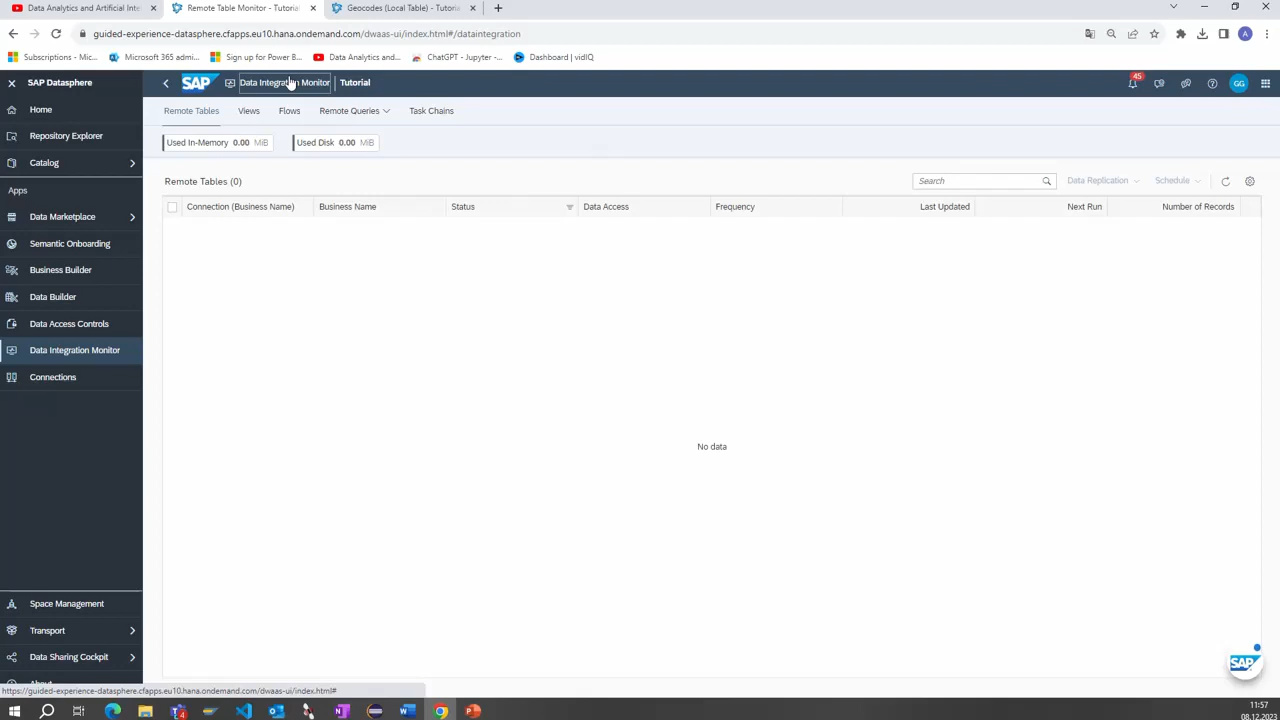 Data Analytics and Artificial Inte
Remote Table Monitor - Tutorial
Geocodes (Local Table) - Tutoria
guided-experience-datasphere.cfapps.eu10.hana.ondemand.com/dwaas-ui/index.html#/dataintegration
A
Subscriptions - Mic...
Microsoft 365 admi...
Sign up for Power B...
Data Analytics and...
ChatGPT - Jupyter -...
Dashboard | vidIQ
SAP Datasphere
SAP
Data Integration Monitor
Tutorial
45
GG
Home
Repository Explorer
Catalog
Apps
Data Marketplace
Semantic Onboarding
Business Builder
Data Builder
Data Access Controls
Data Integration Monitor
Connections
Space Management
Transport
Data Sharing Cockpit
About
Remote Tables
Views
Flows
Remote Queries
Task Chains
Used In-Memory 0.00 MiB
Used Disk 0.00 MiB
Remote Tables (0)
Search
Data Replication
Schedule
Connection (Business Name)
Business Name
Status
Data Access
Frequency
Last Updated
Next Run
Number of Records
No data
SAP
https://guided-experience-datasphere.cfapps.eu10.hana.ondemand.com/dwaas-ui/index.html#
11:57
08.12.2023